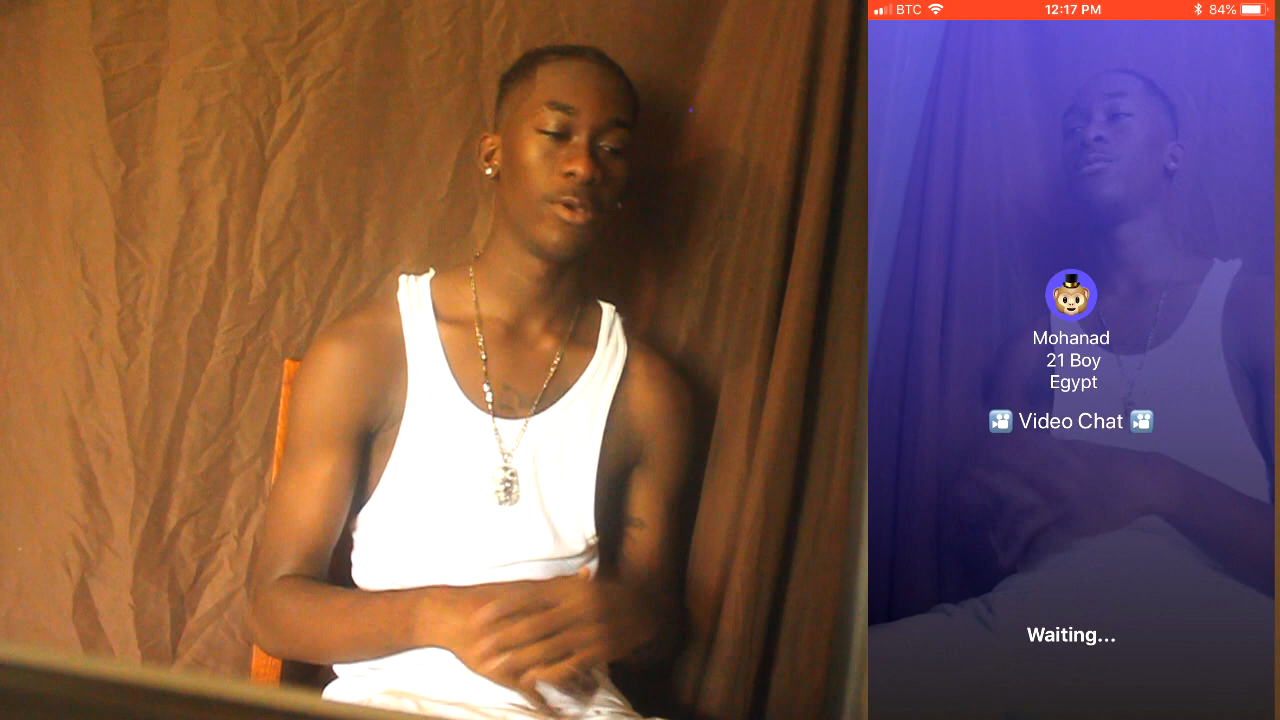 BTC 12:17 PM 84%
Mohanad
21 Boy
Egypt
Video Chat
Waiting...